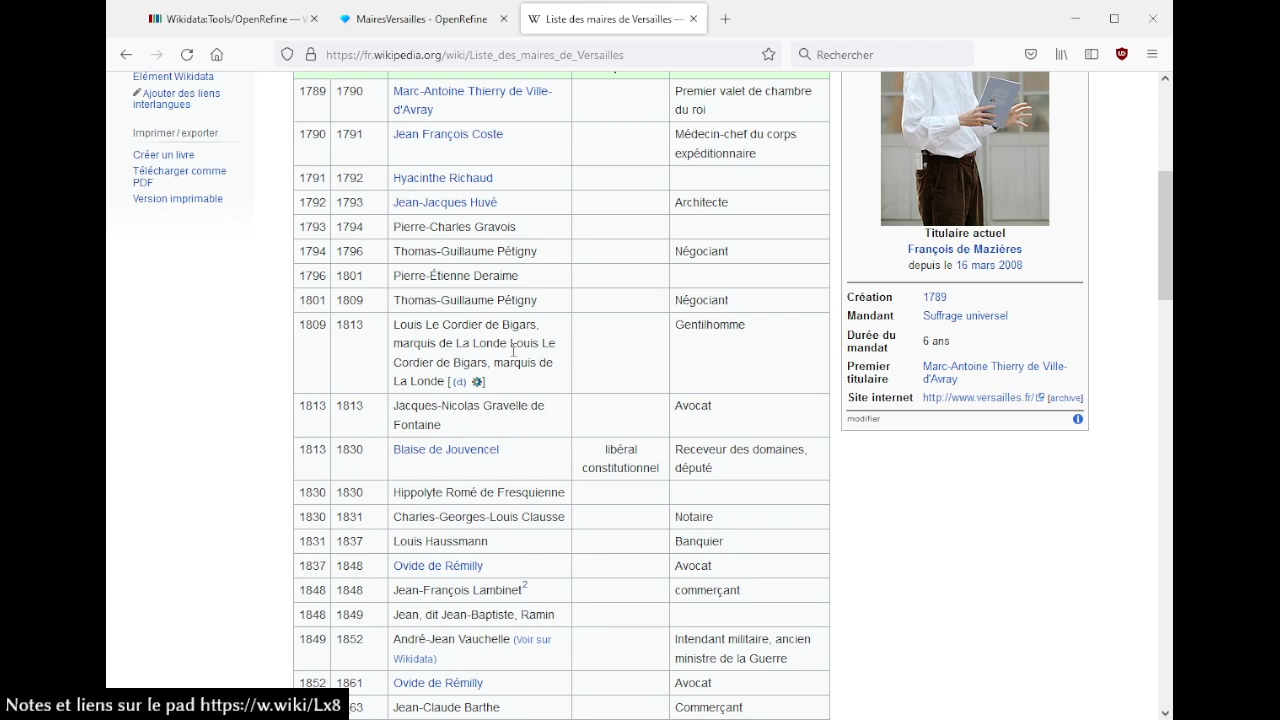 Wikidata:Tools/OpenRefine —
MairesVersailles - OpenRefine
Liste des maires de Versailles —
https://fr.wikipedia.org/wiki/Liste_des_maires_de_Versailles
Rechercher
Elément Wikidata
Ajouter des liens
interlangues
Imprimer / exporter
Créer un livre
Télécharger comme
PDF
Version imprimable
1789 1790 Marc-Antoine Thierry de Ville- Premier valet de chambre
d'Avray du roi
1790 1791 Jean François Coste Médecin-chef du corps
expéditionnaire
1791 1792 Hyacinthe Richaud
1792 1793 Jean-Jacques Huvé Architecte
1793 1794 Pierre-Charles Gravois
1794 1796 Thomas-Guillaume Pétigny Négociant
1796 1801 Pierre-Étienne Deraime
1801 1809 Thomas-Guillaume Pétigny Négociant
1809 1813 Louis Le Cordier de Bigars, Gentilhomme
marquis de La Londe Louis Le
Cordier de Bigars, marquis de
La Londe [ (d) ]
1813 1813 Jacques-Nicolas Gravelle de Avocat
Fontaine
1813 1830 Blaise de Jouvencel libéral Receveur des domaines,
constitutionnel député
1830 1830 Hippolyte Romé de Fresquienne
1830 1831 Charles-Georges-Louis Clausse Notaire
1831 1837 Louis Haussmann Banquier
1837 1848 Ovide de Rémilly Avocat
1848 1848 Jean-François Lambinet2 commerçant
1848 1849 Jean, dit Jean-Baptiste, Ramin
1849 1852 André-Jean Vauchelle (Voir sur Intendant militaire, ancien
Wikidata) ministre de la Guerre
1852 1861 Ovide de Rémilly Avocat
63 Jean-Claude Barthe Commerçant
Titulaire actuel
François de Mazières
depuis le 16 mars 2008
Création 1789
Mandant Suffrage universel
Durée du
mandat 6 ans
Premier Marc-Antoine Thierry de Ville-
titulaire d'Avray
Site internet http://www.versailles.fr/ [archive]
modifier
Notes et liens sur le pad https://w.wiki/Lx8